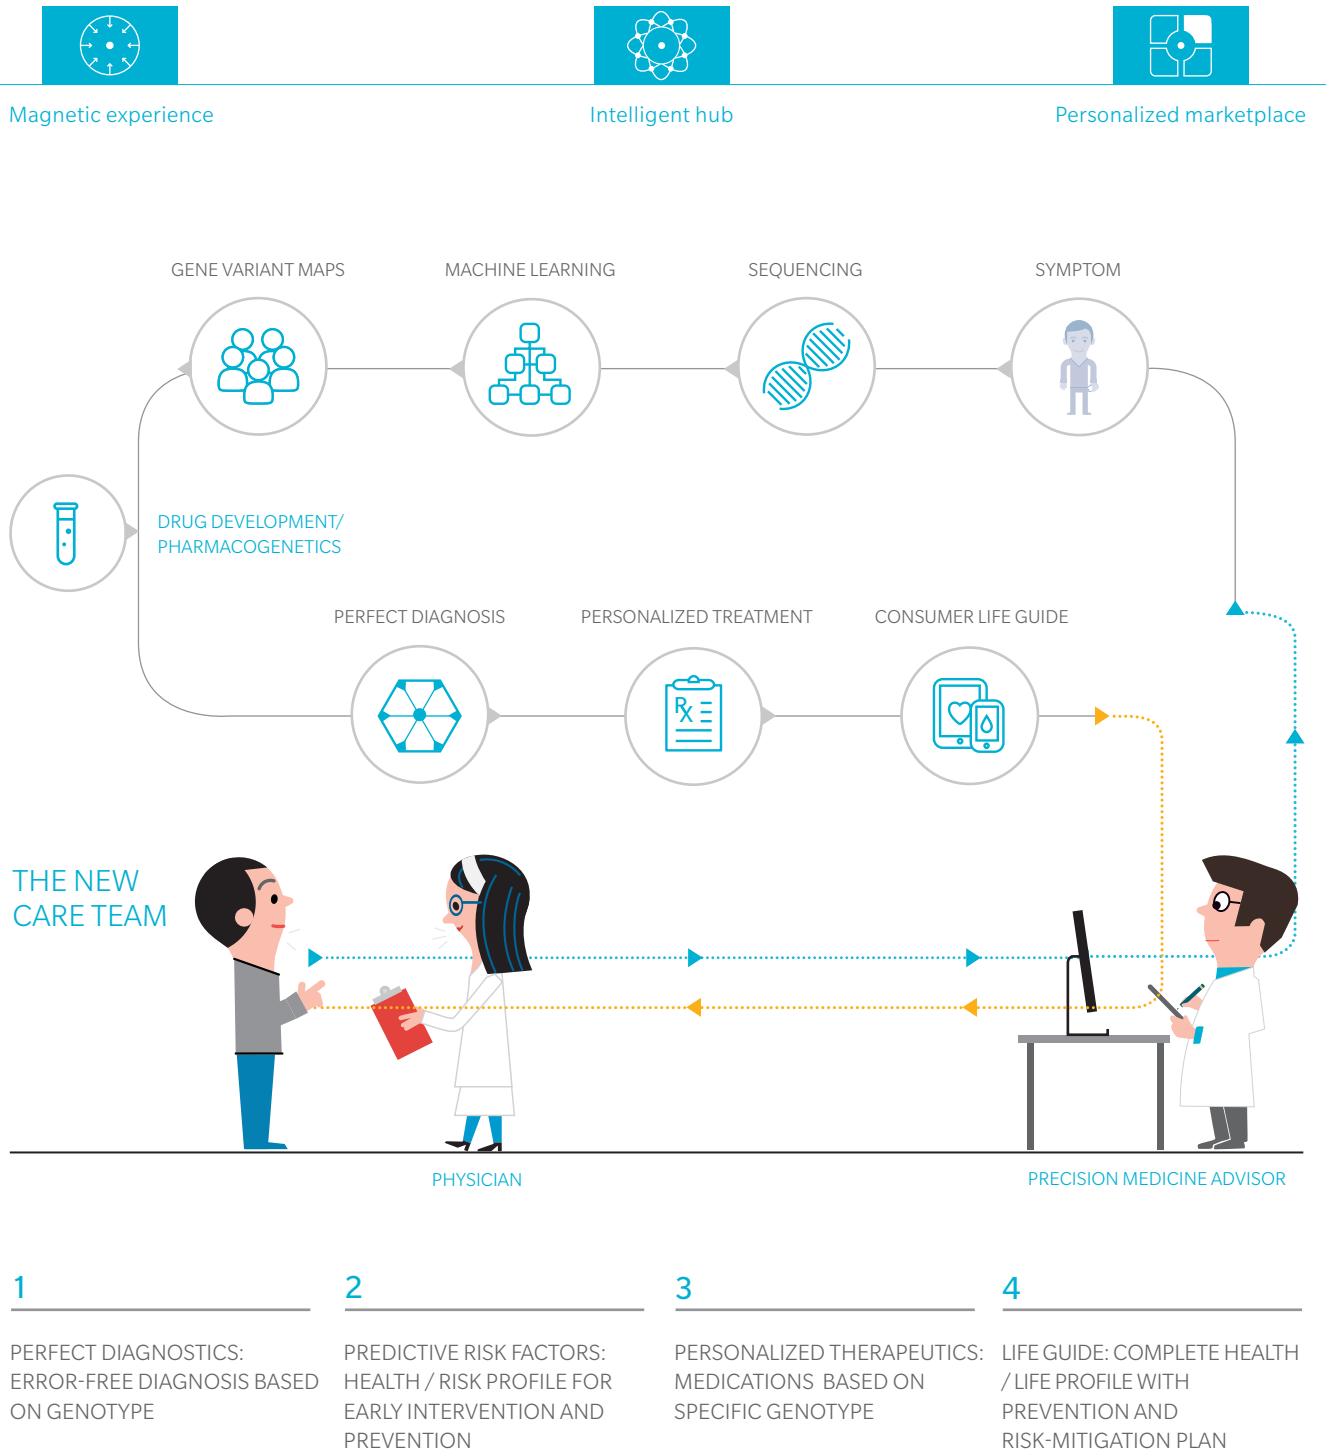 Magnetic experience
Intelligent hub
Personalized marketplace
GENE VARIANT MAPS
MACHINE LEARNING
SEQUENCING
SYMPTOM
DRUG DEVELOPMENT/
PHARMACOGENETICS
PERFECT DIAGNOSIS
PERSONALIZED TREATMENT
CONSUMER LIFE GUIDE
Rx
THE NEW
CARE TEAM
PHYSICIAN
PRECISION MEDICINE ADVISOR
1
PERFECT DIAGNOSTICS:
ERROR-FREE DIAGNOSIS BASED
ON GENOTYPE
2
PREDICTIVE RISK FACTORS:
HEALTH / RISK PROFILE FOR
EARLY INTERVENTION AND
PREVENTION
3
PERSONALIZED THERAPEUTICS:
MEDICATIONS BASED ON
SPECIFIC GENOTYPE
4
LIFE GUIDE: COMPLETE HEALTH
/ LIFE PROFILE WITH
PREVENTION AND
RISK-MITIGATION PLAN